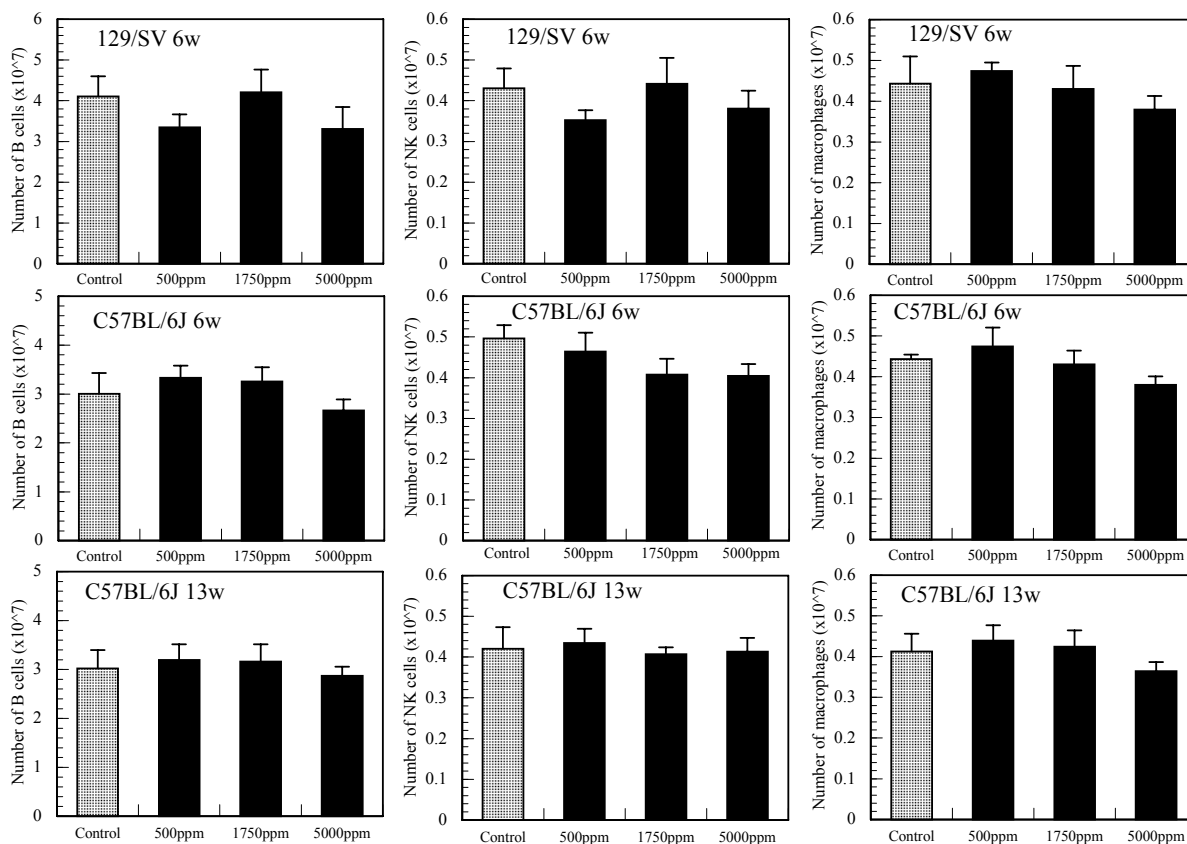 129/SV 6w
Number of B cells (x10^7)
6
5
4
3
2
1
0
Control 500ppm 1750ppm 5000ppm
129/SV 6w
Number of NK cells (x10^7)
0.6
0.5
0.4
0.3
0.2
0.1
0
Control 500ppm 1750ppm 5000ppm
129/SV 6w
Number of macrophages (x10^7)
0.6
0.5
0.4
0.3
0.2
0.1
0
Control 500ppm 1750ppm 5000ppm
C57BL/6J 6w
Number of B cells (x10^7)
5
4
3
2
1
0
Control 500ppm 1750ppm 5000ppm
C57BL/6J 6w
Number of NK cells (x10^7)
0.6
0.5
0.4
0.3
0.2
0.1
0
Control 500ppm 1750ppm 5000ppm
C57BL/6J 6w
Number of macrophages (x10^7)
0.6
0.5
0.4
0.3
0.2
0.1
0
Control 500ppm 1750ppm 5000ppm
C57BL/6J 13w
Number of B cells (x10^7)
5
4
3
2
1
0
Control 500ppm 1750ppm 5000ppm
C57BL/6J 13w
Number of NK cells (x10^7)
0.6
0.5
0.4
0.3
0.2
0.1
0
Control 500ppm 1750ppm 5000ppm
C57BL/6J 13w
Number of macrophages (x10^7)
0.6
0.5
0.4
0.3
0.2
0.1
0
Control 500ppm 1750ppm 5000ppm